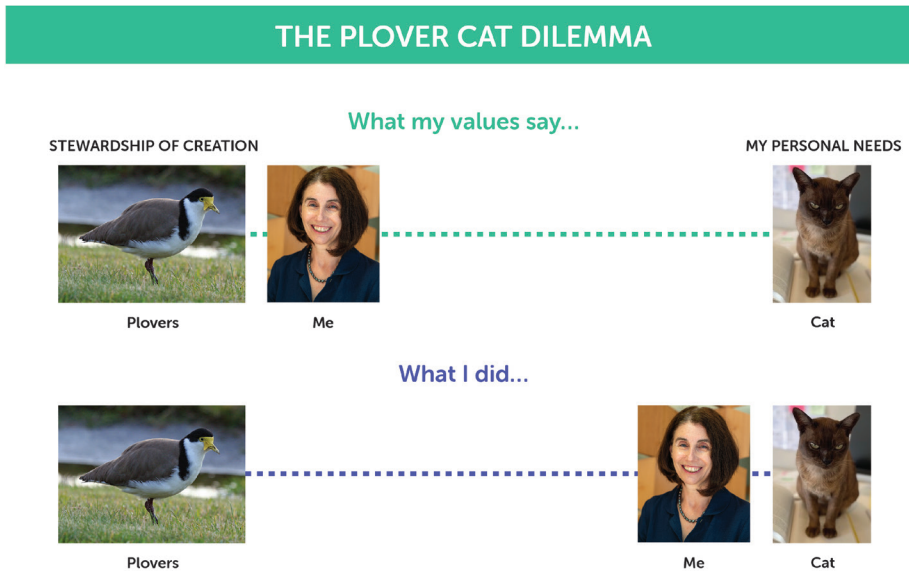 THE PLOVER CAT DILEMMA
What my values say...
STEWARDSHIP OF CREATION
MY PERSONAL NEEDS
Plovers
Me
Cat
What I did...
Plovers
Me
Cat